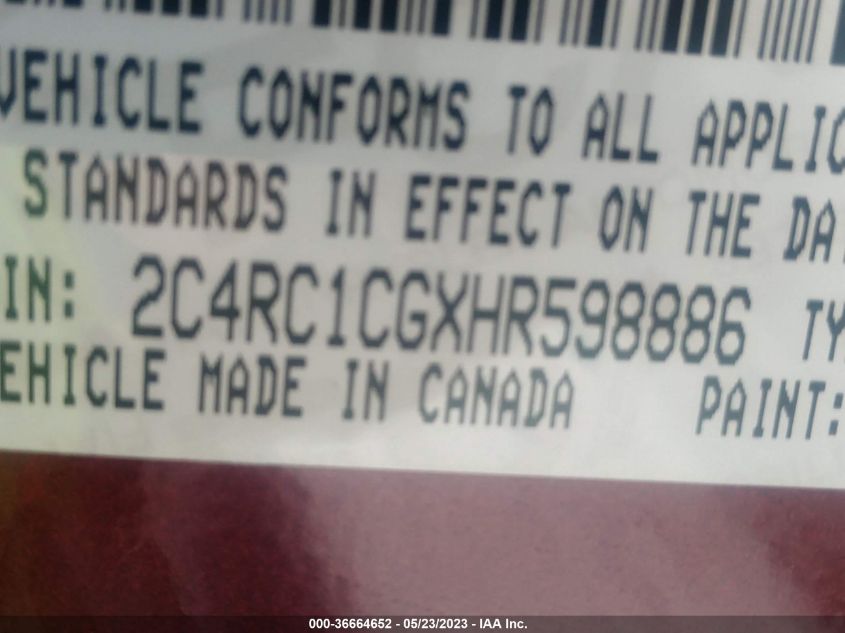 VEHICLE CONFORMS TO ALL APPLIC
STANDARDS IN EFFECT ON THE DA
IN: 2C4RC1CGXHR598886 TY
EHICLE MADE IN CANADA PAINT:
000-36664652 - 05/23/2023 - IAA Inc.